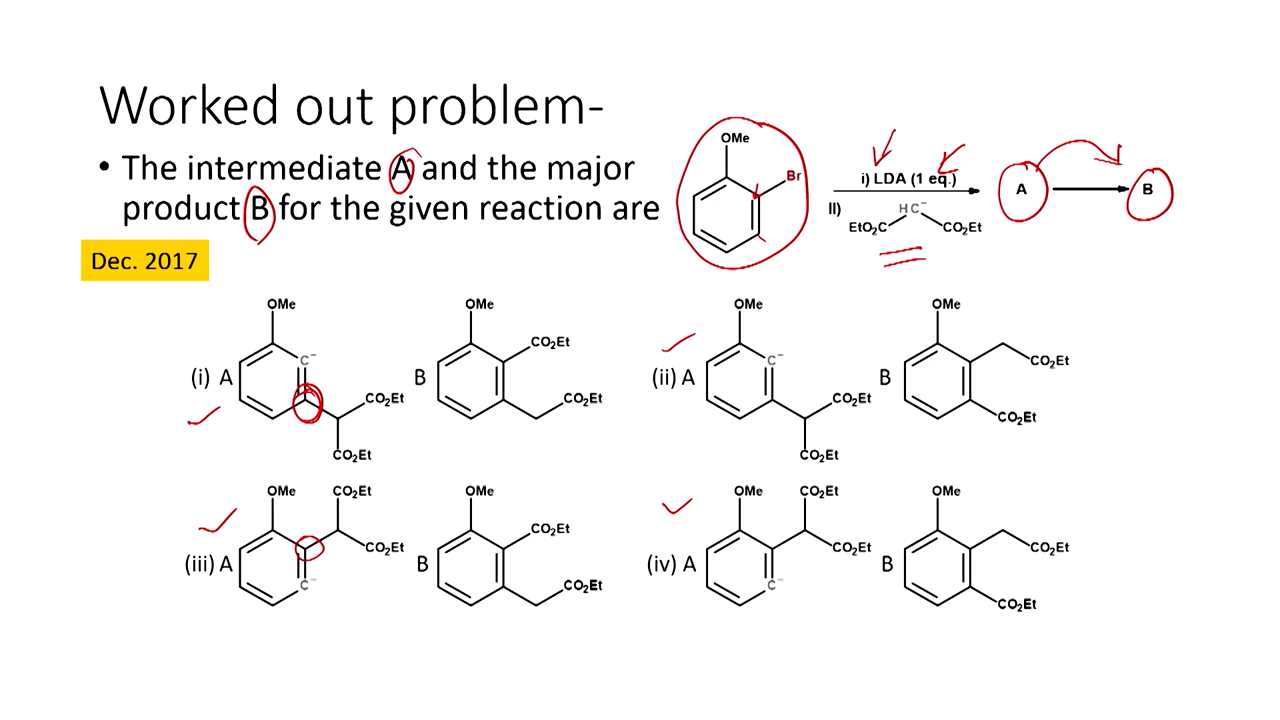 Worked out problem-
• The intermediate A and the major
product B for the given reaction are
Dec. 2017
OMe
Br
i) LDA (1 eq.)
II)
HC⁻
EtO₂C CO₂Et
A
B
(i) A
OMe
C⁻
CO₂Et
CO₂Et
B
OMe
CO₂Et
CO₂Et
(ii) A
OMe
C⁻
CO₂Et
CO₂Et
B
OMe
CO₂Et
CO₂Et
(iii) A
OMe
CO₂Et
CO₂Et
C⁻
B
OMe
CO₂Et
CO₂Et
(iv) A
OMe
CO₂Et
CO₂Et
C⁻
B
OMe
CO₂Et
CO₂Et